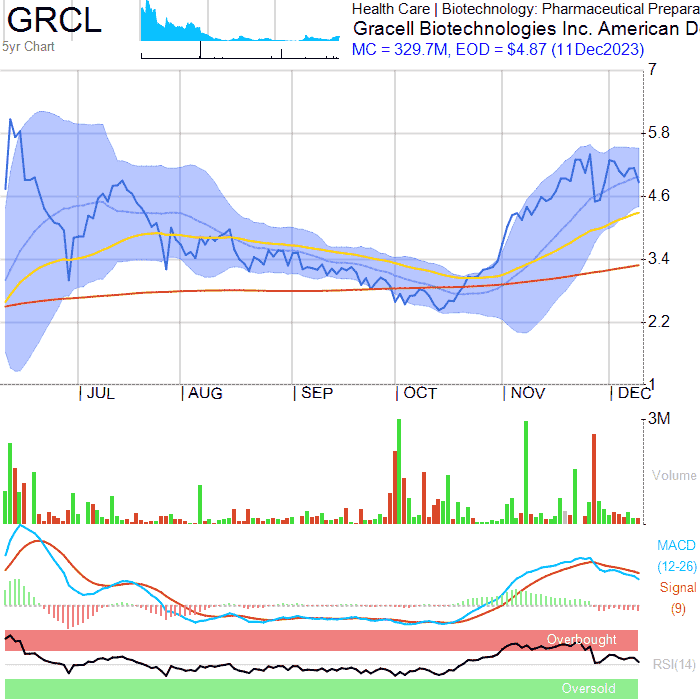 GRCL
5yr Chart
Health Care | Biotechnology: Pharmaceutical Prepara
Gracell Biotechnologies Inc. American D
MC = 329.7M, EOD = $4.87 (11Dec2023)
7
5.8
4.6
3.4
2.2
1
JUL
AUG
SEP
OCT
NOV
DEC
3M
Volume
MACD
(12-26)
Signal
(9)
Overbought
RSI(14)
Oversold